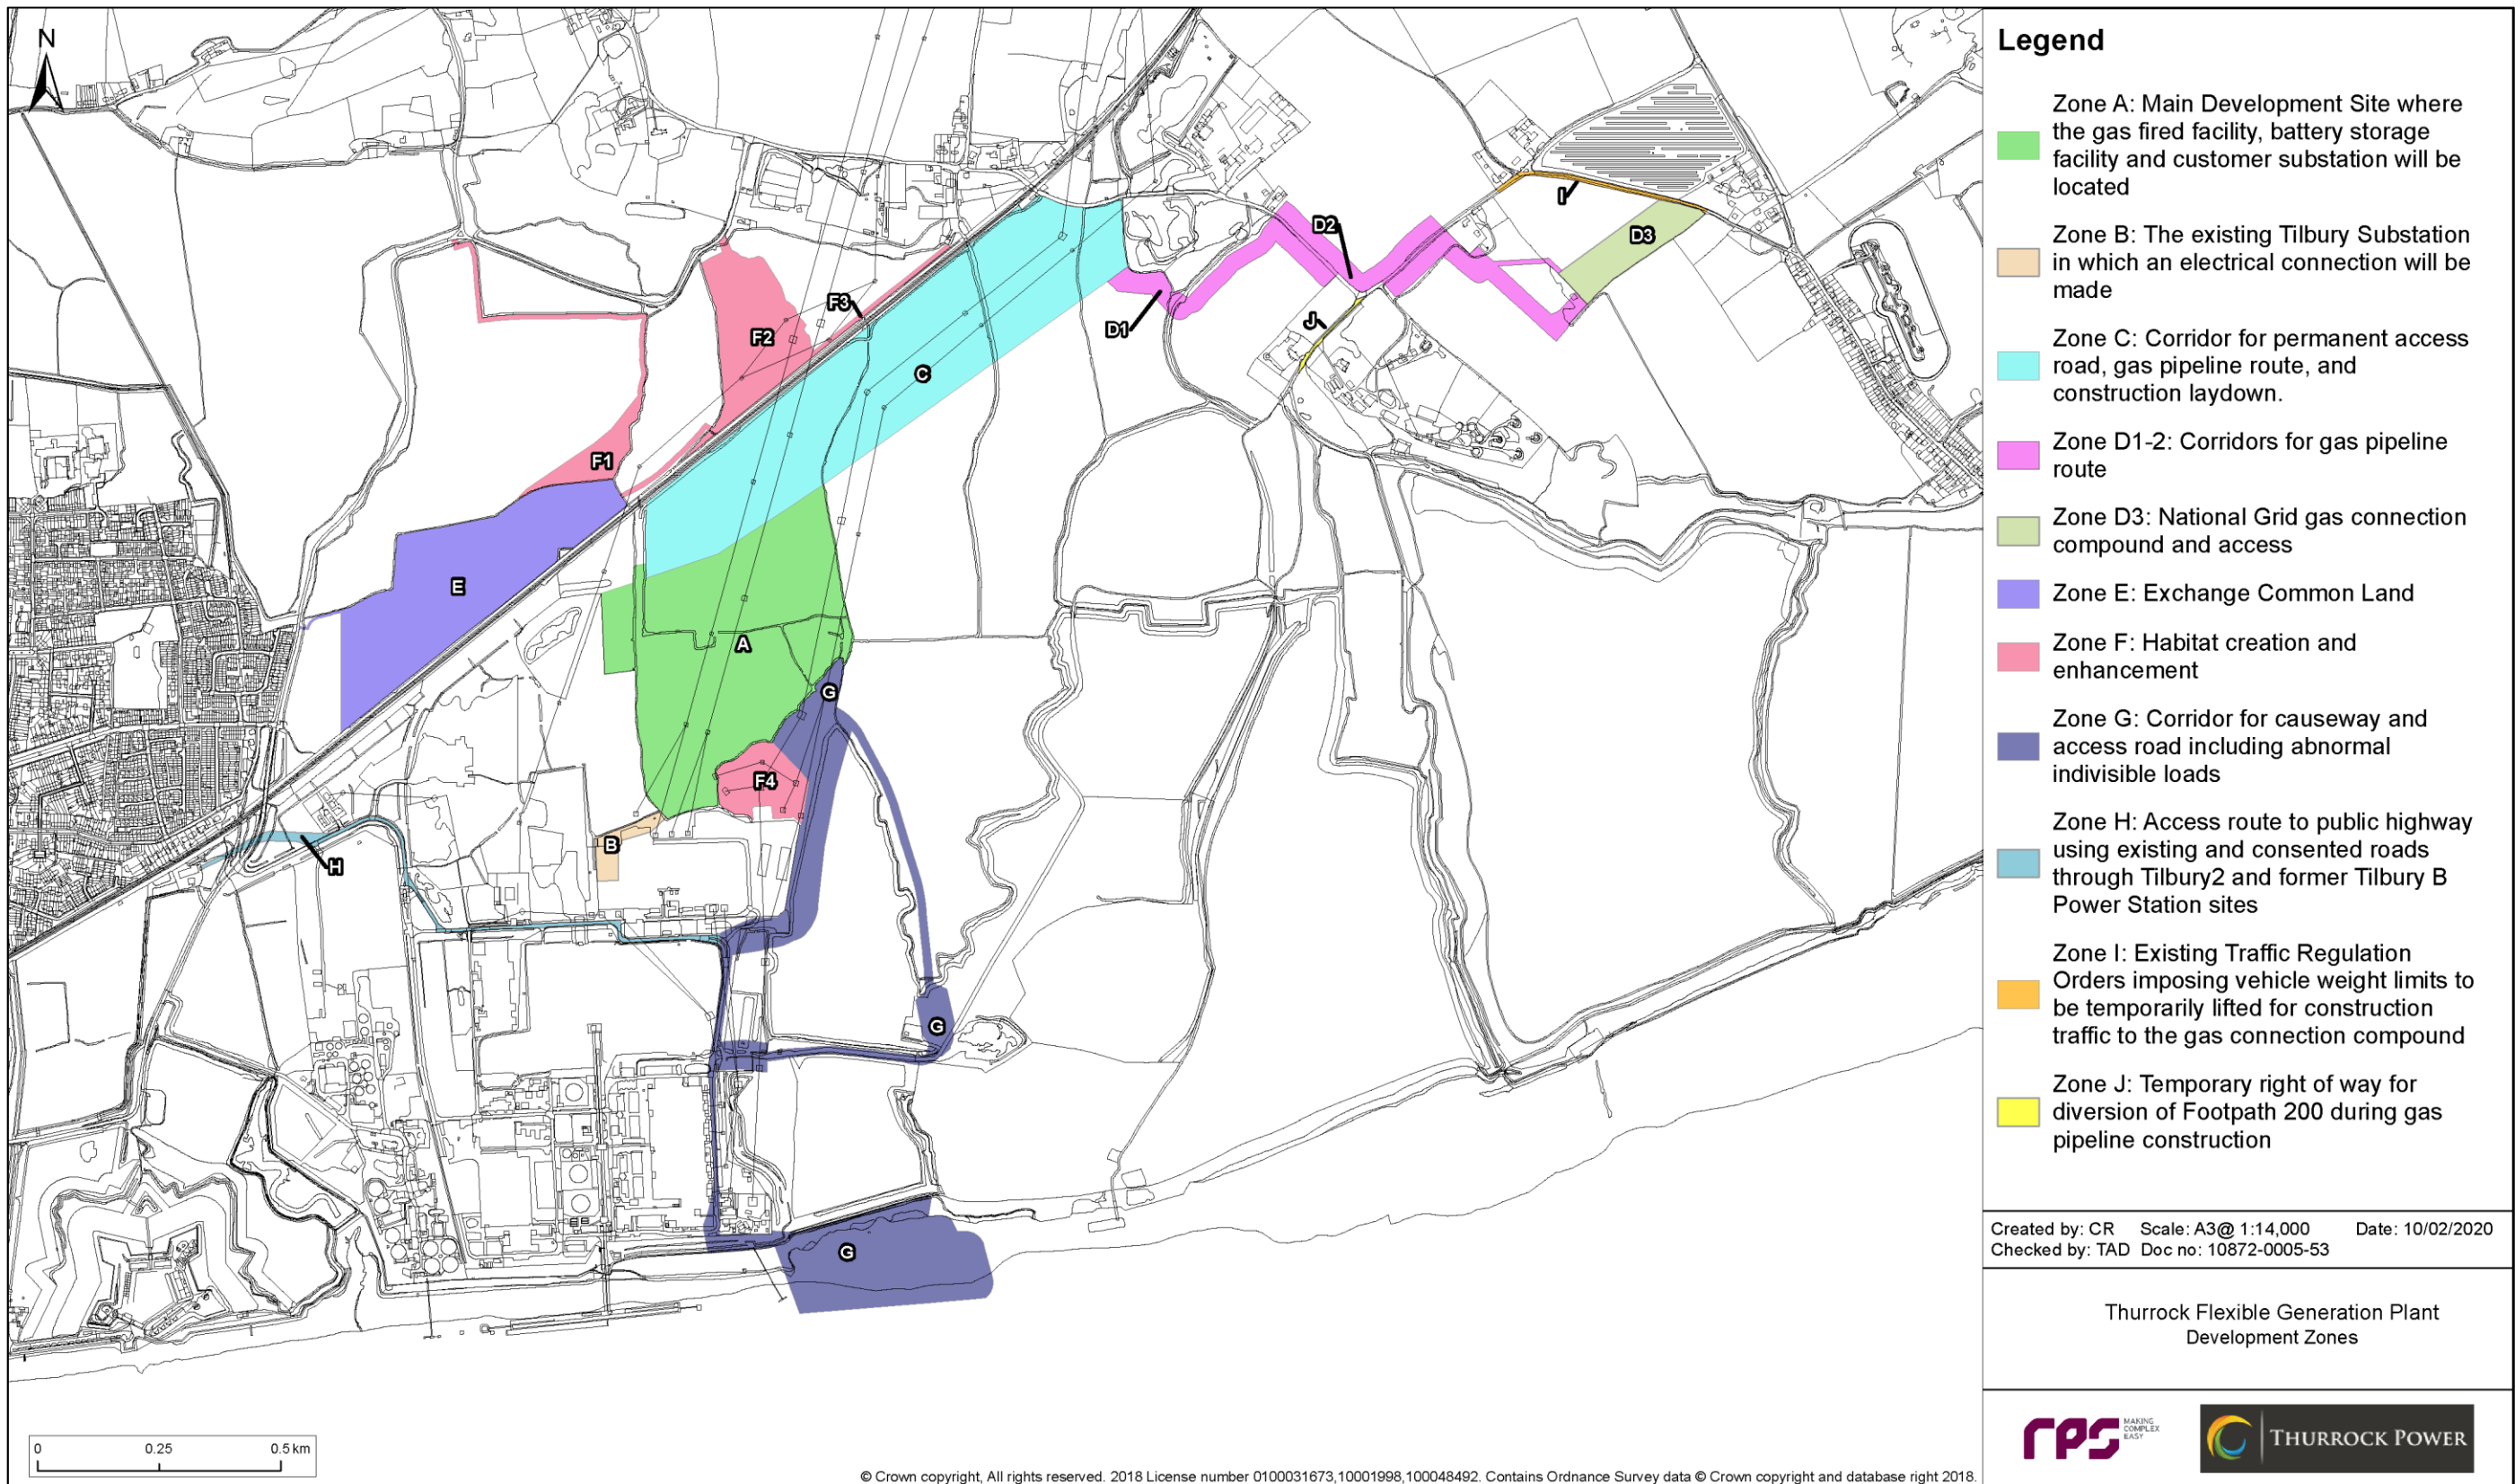 N
I
D2
D3
F3
D1
F2
J
C
F1
E
A
G
F4
B
H
G
G
0 0.25 0.5 km
© Crown copyright, All rights reserved. 2018 License number 0100031673,10001998,100048492. Contains Ordnance Survey data © Crown copyright and database right 2018.
Legend
Zone A: Main Development Site where
the gas fired facility, battery storage
facility and customer substation will be
located
Zone B: The existing Tilbury Substation
in which an electrical connection will be
made
Zone C: Corridor for permanent access
road, gas pipeline route, and
construction laydown.
Zone D1-2: Corridors for gas pipeline
route
Zone D3: National Grid gas connection
compound and access
Zone E: Exchange Common Land
Zone F: Habitat creation and
enhancement
Zone G: Corridor for causeway and
access road including abnormal
indivisible loads
Zone H: Access route to public highway
using existing and consented roads
through Tilbury2 and former Tilbury B
Power Station sites
Zone I: Existing Traffic Regulation
Orders imposing vehicle weight limits to
be temporarily lifted for construction
traffic to the gas connection compound
Zone J: Temporary right of way for
diversion of Footpath 200 during gas
pipeline construction
Created by: CR Scale: A3@ 1:14,000 Date: 10/02/2020
Checked by: TAD Doc no: 10872-0005-53
Thurrock Flexible Generation Plant
Development Zones
rps
MAKING
COMPLEX
EASY
THURROCK POWER